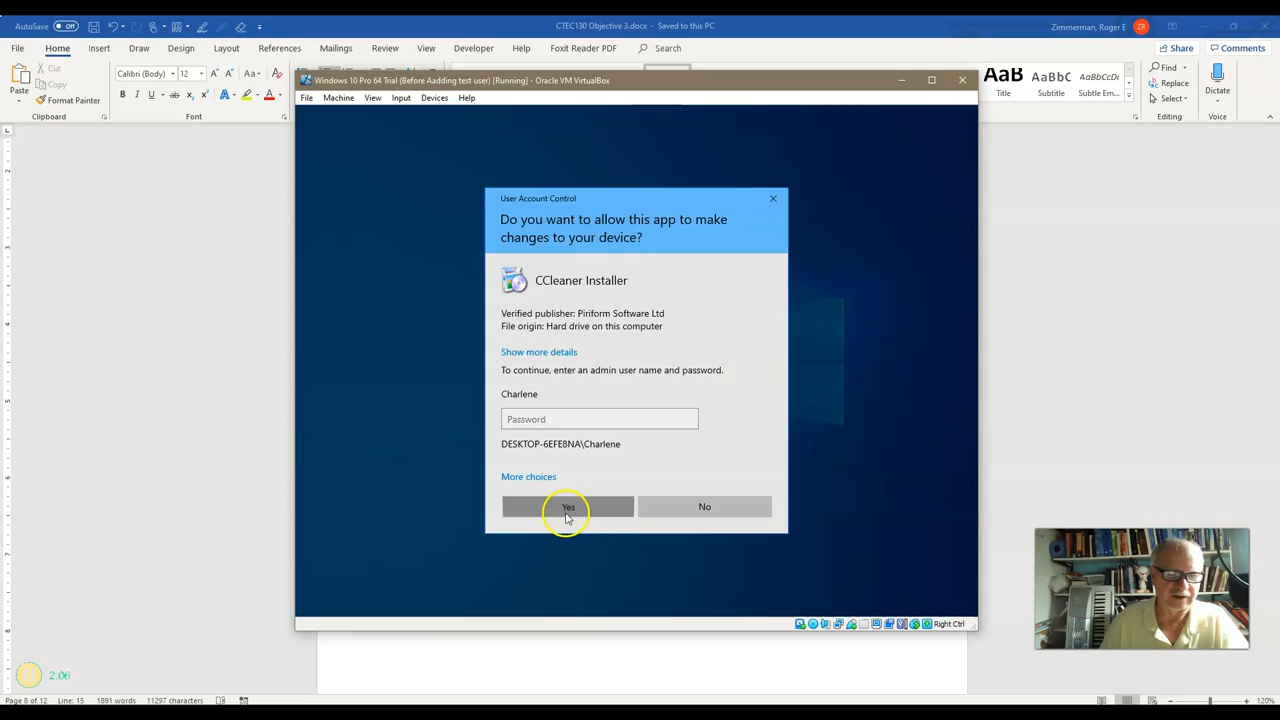 AutoSave Off
CTEC130 Objective 3.docx - Saved to this PC
Zimmerman, Roger E ZR
File Home Insert Draw Design Layout References Mailings Review View Developer Help Foxit Reader PDF Search Share Comments
Paste
Cut
Copy
Format Painter
Clipboard
Calibri (Body) 12
Font
AaB
Title
AaBbC
Subtitle
AaBbCcD
Subtle Em...
Find
Replace
Select
Editing
Dictate
Voice
Windows 10 Pro 64 Trial (Before Aadding test user) [Running] - Oracle VM VirtualBox
File Machine View Input Devices Help
User Account Control
Do you want to allow this app to make
changes to your device?
CCleaner Installer
Verified publisher: Piriform Software Ltd
File origin: Hard drive on this computer
Show more details
To continue, enter an admin user name and password.
Charlene
Password
DESKTOP-6EFE8NA\Charlene
More choices
Yes No
Right Ctrl
2:06
Page 8 of 12 Line: 15 1891 words 11297 characters 120%